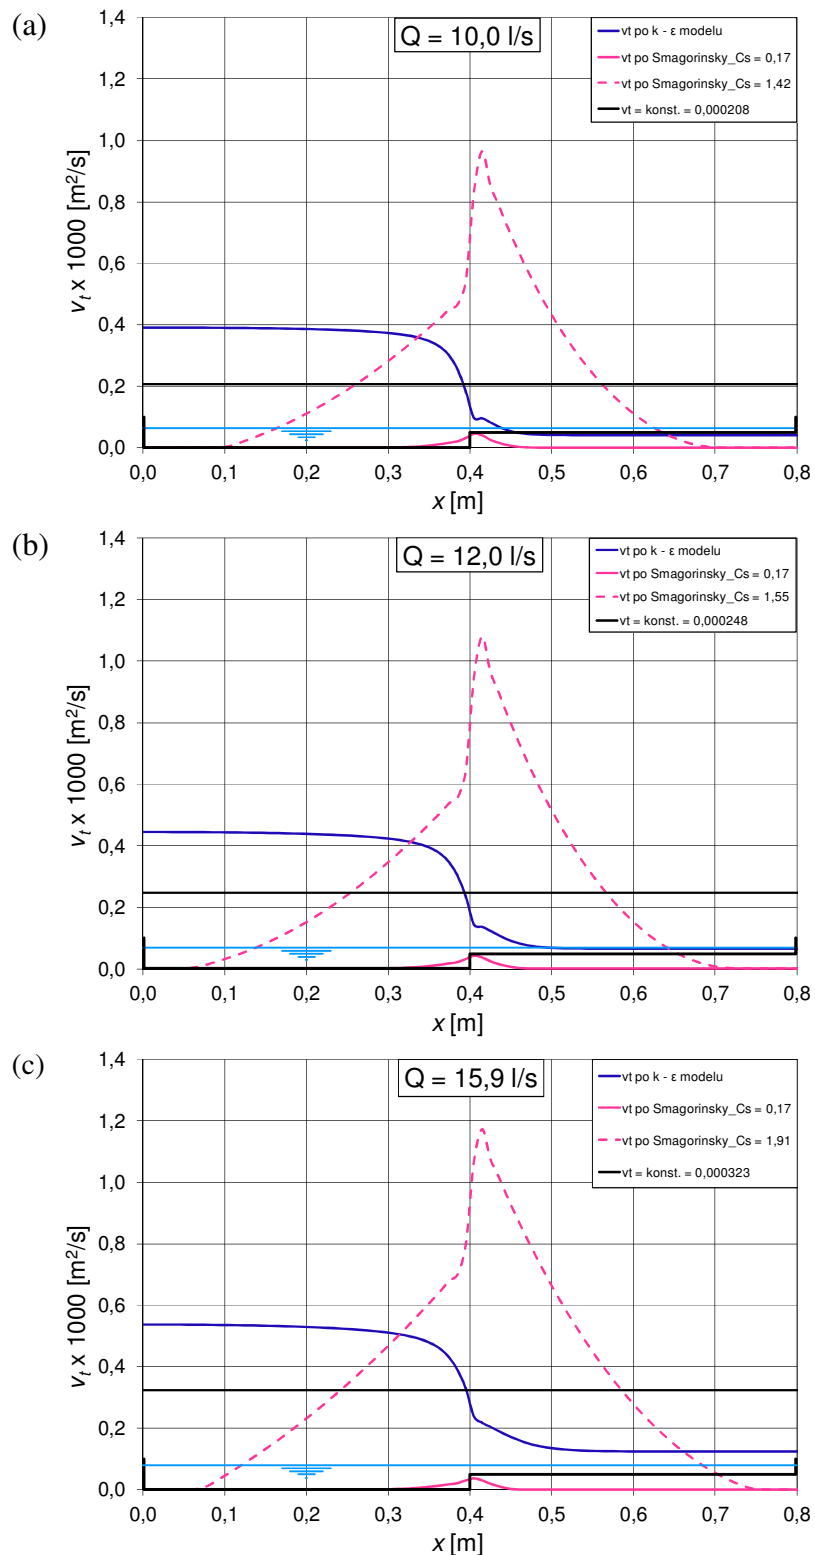 (a)
Q = 10,0 l/s
vt po k - ε modelu
vt po Smagorinsky_Cs = 0,17
vt po Smagorinsky_Cs = 1,42
vt = konst. = 0,000208
1,4
1,2
1,0
0,8
0,6
0,4
0,2
0,0
νt x 1000 [m²/s]
0,0 0,1 0,2 0,3 0,4 0,5 0,6 0,7 0,8
x [m]
(b)
Q = 12,0 l/s
vt po k - ε modelu
vt po Smagorinsky_Cs = 0,17
vt po Smagorinsky_Cs = 1,55
vt = konst. = 0,000248
1,4
1,2
1,0
0,8
0,6
0,4
0,2
0,0
νt x 1000 [m²/s]
0,0 0,1 0,2 0,3 0,4 0,5 0,6 0,7 0,8
x [m]
(c)
Q = 15,9 l/s
vt po k - ε modelu
vt po Smagorinsky_Cs = 0,17
vt po Smagorinsky_Cs = 1,91
vt = konst. = 0,000323
1,4
1,2
1,0
0,8
0,6
0,4
0,2
0,0
νt x 1000 [m²/s]
0,0 0,1 0,2 0,3 0,4 0,5 0,6 0,7 0,8
x [m]